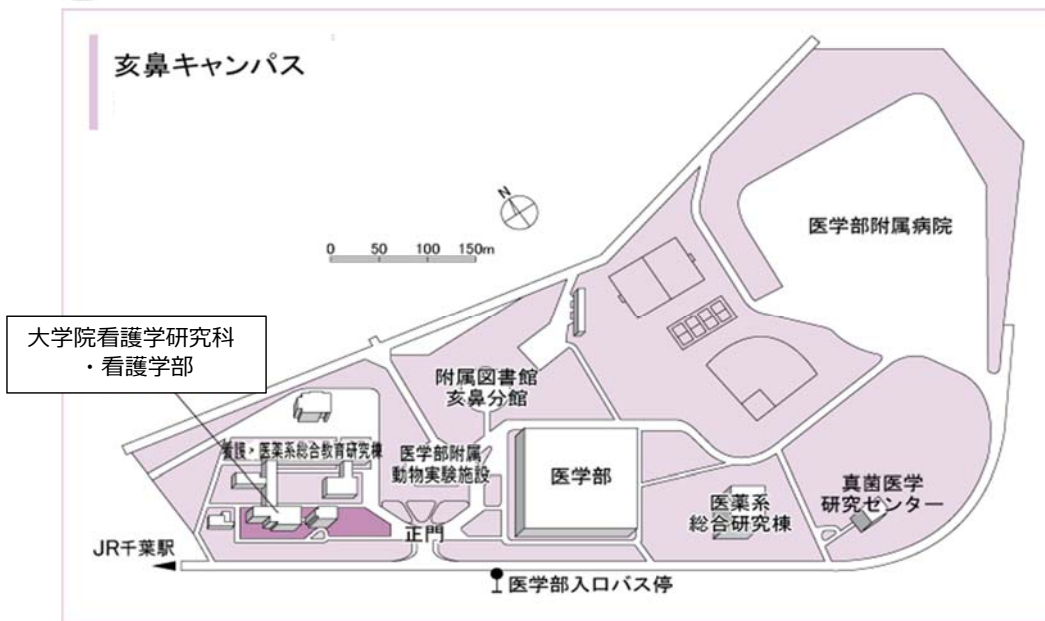 亥鼻キャンパス
N
0 50 100 150m
医学部附属病院
大学院看護学研究科
・看護学部
附属図書館
亥鼻分館
看護・医薬系総合教育研究棟
医学部附属
動物実験施設
医学部
医薬系
総合研究棟
真菌医学
研究センター
正門
JR千葉駅
医学部入口バス停